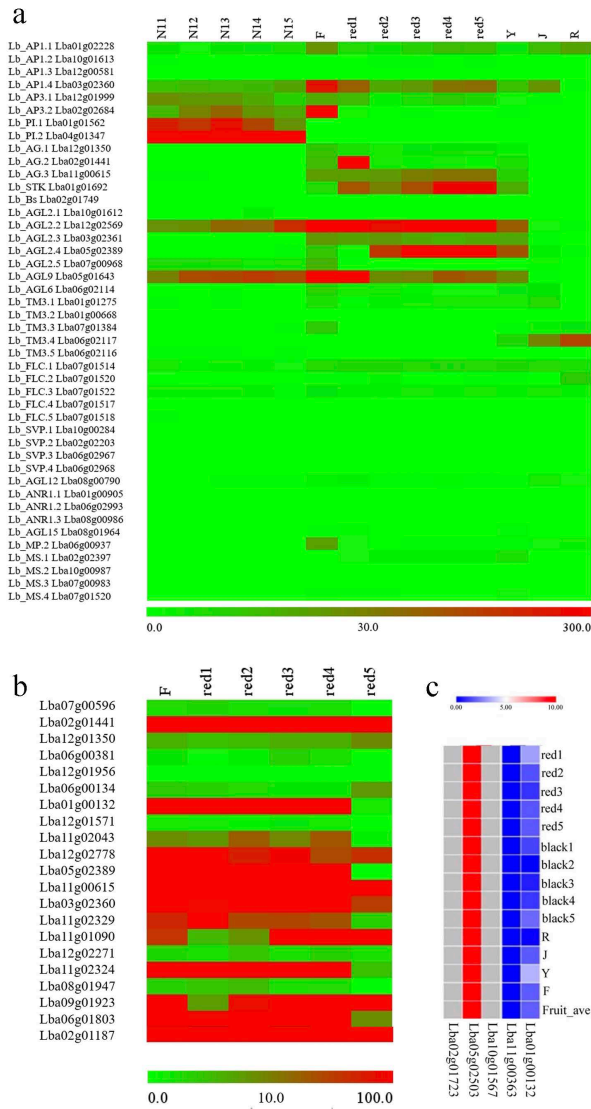 a
N11 N12 N13 N14 N15 F red1 red2 red3 red4 red5 Y J R
Lb_AP1.1 Lba01g02228
Lb_AP1.2 Lba10g01613
Lb_AP1.3 Lba12g00581
Lb_AP1.4 Lba03g02360
Lb_AP3.1 Lba12g01999
Lb_AP3.2 Lba02g02684
Lb_PI.1 Lba01g01562
Lb_PI.2 Lba04g01347
Lb_AG.1 Lba12g01350
Lb_AG.2 Lba02g01441
Lb_AG.3 Lba11g00615
Lb_STK Lba01g01692
Lb_Bs Lba02g01749
Lb_AGL2.1 Lba10g01612
Lb_AGL2.2 Lba12g02569
Lb_AGL2.3 Lba03g02361
Lb_AGL2.4 Lba05g02389
Lb_AGL2.5 Lba07g00968
Lb_AGL9 Lba05g01643
Lb_AGL6 Lba06g02114
Lb_TM3.1 Lba01g01275
Lb_TM3.2 Lba01g00668
Lb_TM3.3 Lba07g01384
Lb_TM3.4 Lba06g02117
Lb_TM3.5 Lba06g02116
Lb_FLC.1 Lba07g01514
Lb_FLC.2 Lba07g01520
Lb_FLC.3 Lba07g01522
Lb_FLC.4 Lba07g01517
Lb_FLC.5 Lba07g01518
Lb_SVP.1 Lba10g00284
Lb_SVP.2 Lba02g02203
Lb_SVP.3 Lba06g02967
Lb_SVP.4 Lba06g02968
Lb_AGL12 Lba08g00790
Lb_ANR1.1 Lba01g00905
Lb_ANR1.2 Lba06g02993
Lb_ANR1.3 Lba08g00986
Lb_AGL15 Lba08g01964
Lb_MP.2 Lba06g00937
Lb_MS.1 Lba02g02397
Lb_MS.2 Lba10g00987
Lb_MS.3 Lba07g00983
Lb_MS.4 Lba07g01520
0.0 30.0 300.0
b
F red1 red2 red3 red4 red5
Lba07g00596
Lba02g01441
Lba12g01350
Lba06g00381
Lba12g01956
Lba06g00134
Lba01g00132
Lba12g01571
Lba11g02043
Lba12g02778
Lba05g02389
Lba11g00615
Lba03g02360
Lba11g02329
Lba11g01090
Lba12g02271
Lba11g02324
Lba08g01947
Lba09g01923
Lba06g01803
Lba02g01187
0.0 10.0 100.0
c
0.00 5.00 10.00
red1
red2
red3
red4
red5
black1
black2
black3
black4
black5
R
J
Y
F
Fruit_ave
Lba02g01723
Lba05g02503
Lba10g01567
Lba11g00363
Lba01g00132